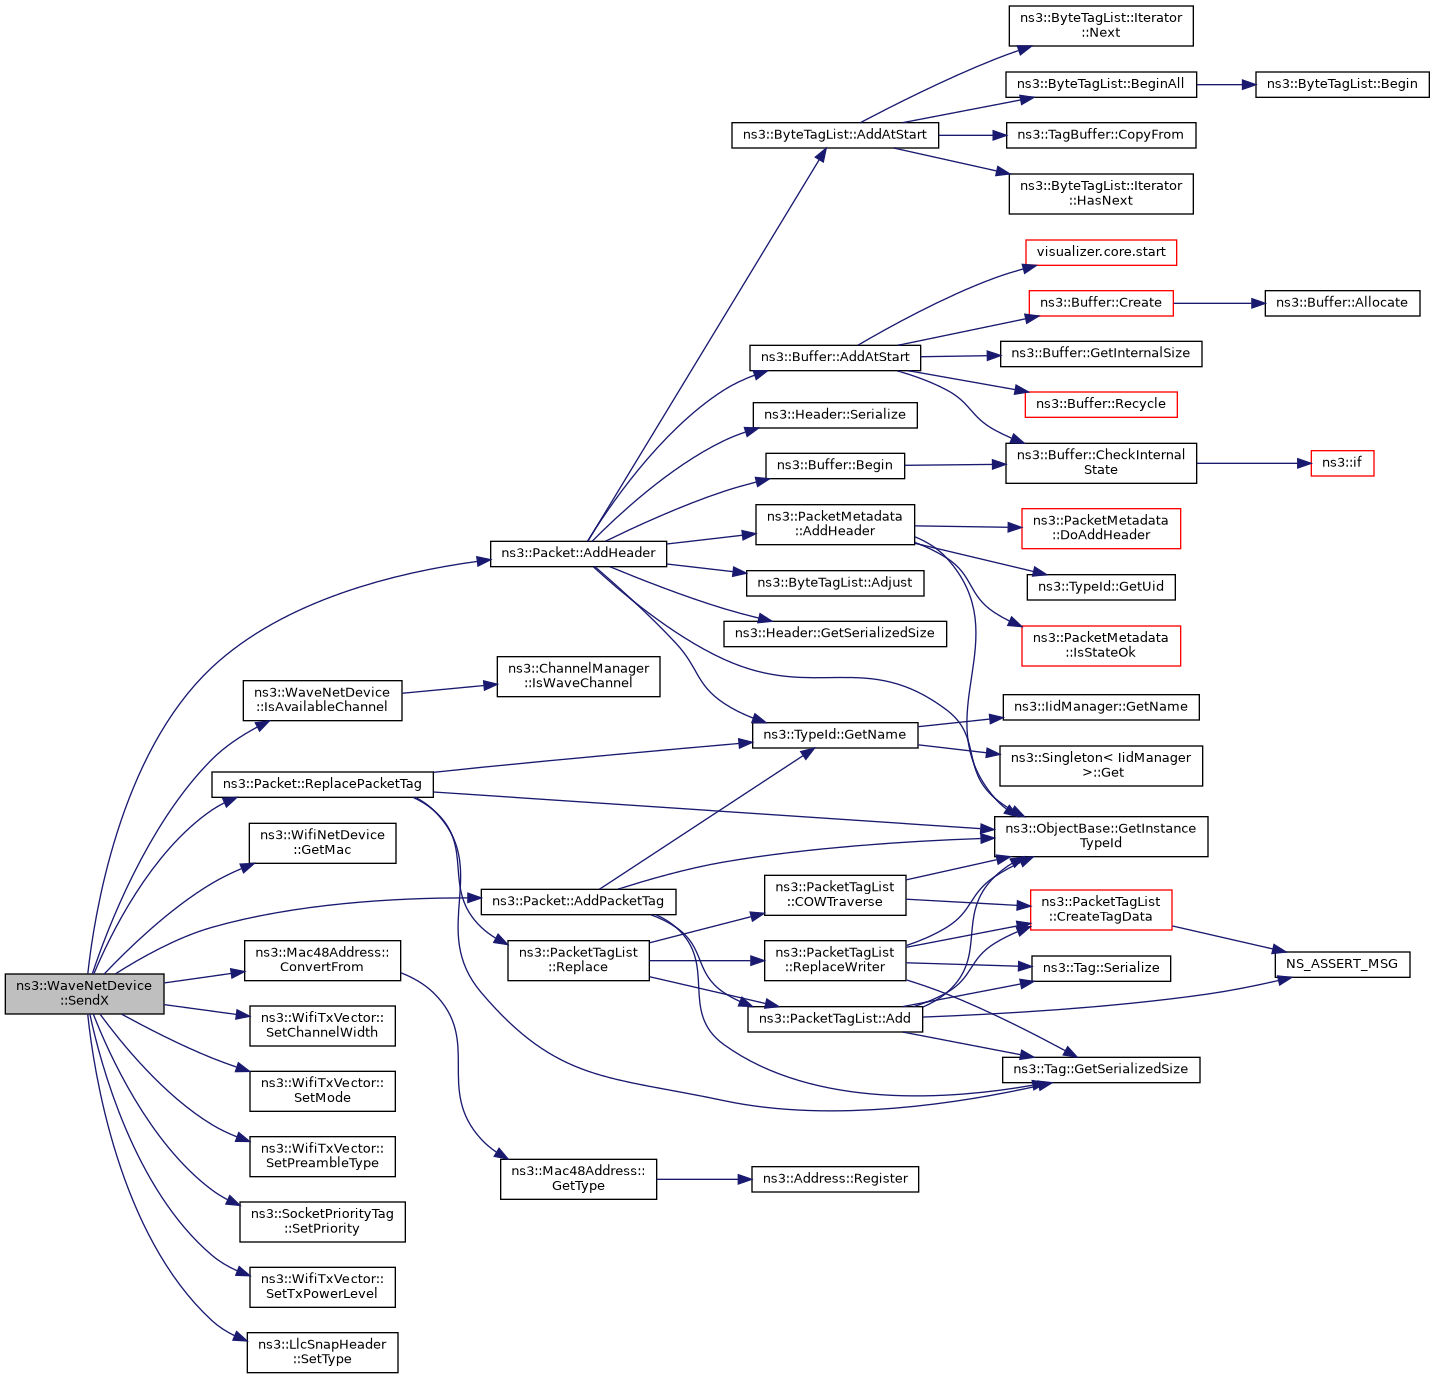 ns3::ByteTagList::Iterator
::Next
ns3::ByteTagList::BeginAll
ns3::ByteTagList::Begin
ns3::ByteTagList::AddAtStart
ns3::TagBuffer::CopyFrom
ns3::ByteTagList::Iterator
::HasNext
visualizer.core.start
ns3::Buffer::Create
ns3::Buffer::Allocate
ns3::Buffer::AddAtStart
ns3::Buffer::GetInternalSize
ns3::Buffer::Recycle
ns3::Header::Serialize
ns3::Buffer::CheckInternal
State
ns3::if
ns3::Buffer::Begin
ns3::PacketMetadata
::AddHeader
ns3::PacketMetadata
::DoAddHeader
ns3::Packet::AddHeader
ns3::ByteTagList::Adjust
ns3::TypeId::GetUid
ns3::Header::GetSerializedSize
ns3::PacketMetadata
::IsStateOk
ns3::ChannelManager
::IsWaveChannel
ns3::WaveNetDevice
::IsAvailableChannel
ns3::IidManager::GetName
ns3::TypeId::GetName
ns3::Singleton< IidManager
>::Get
ns3::Packet::ReplacePacketTag
ns3::WifiNetDevice
::GetMac
ns3::ObjectBase::GetInstance
TypeId
ns3::Packet::AddPacketTag
ns3::PacketTagList
::COWTraverse
ns3::PacketTagList
::CreateTagData
ns3::Mac48Address::
ConvertFrom
ns3::PacketTagList
::Replace
ns3::PacketTagList
::ReplaceWriter
ns3::Tag::Serialize
NS_ASSERT_MSG
ns3::WaveNetDevice
::SendX
ns3::WifiTxVector::
SetChannelWidth
ns3::PacketTagList::Add
ns3::Tag::GetSerializedSize
ns3::WifiTxVector::
SetMode
ns3::WifiTxVector::
SetPreambleType
ns3::Mac48Address::
GetType
ns3::Address::Register
ns3::SocketPriorityTag
::SetPriority
ns3::WifiTxVector::
SetTxPowerLevel
ns3::LlcSnapHeader
::SetType